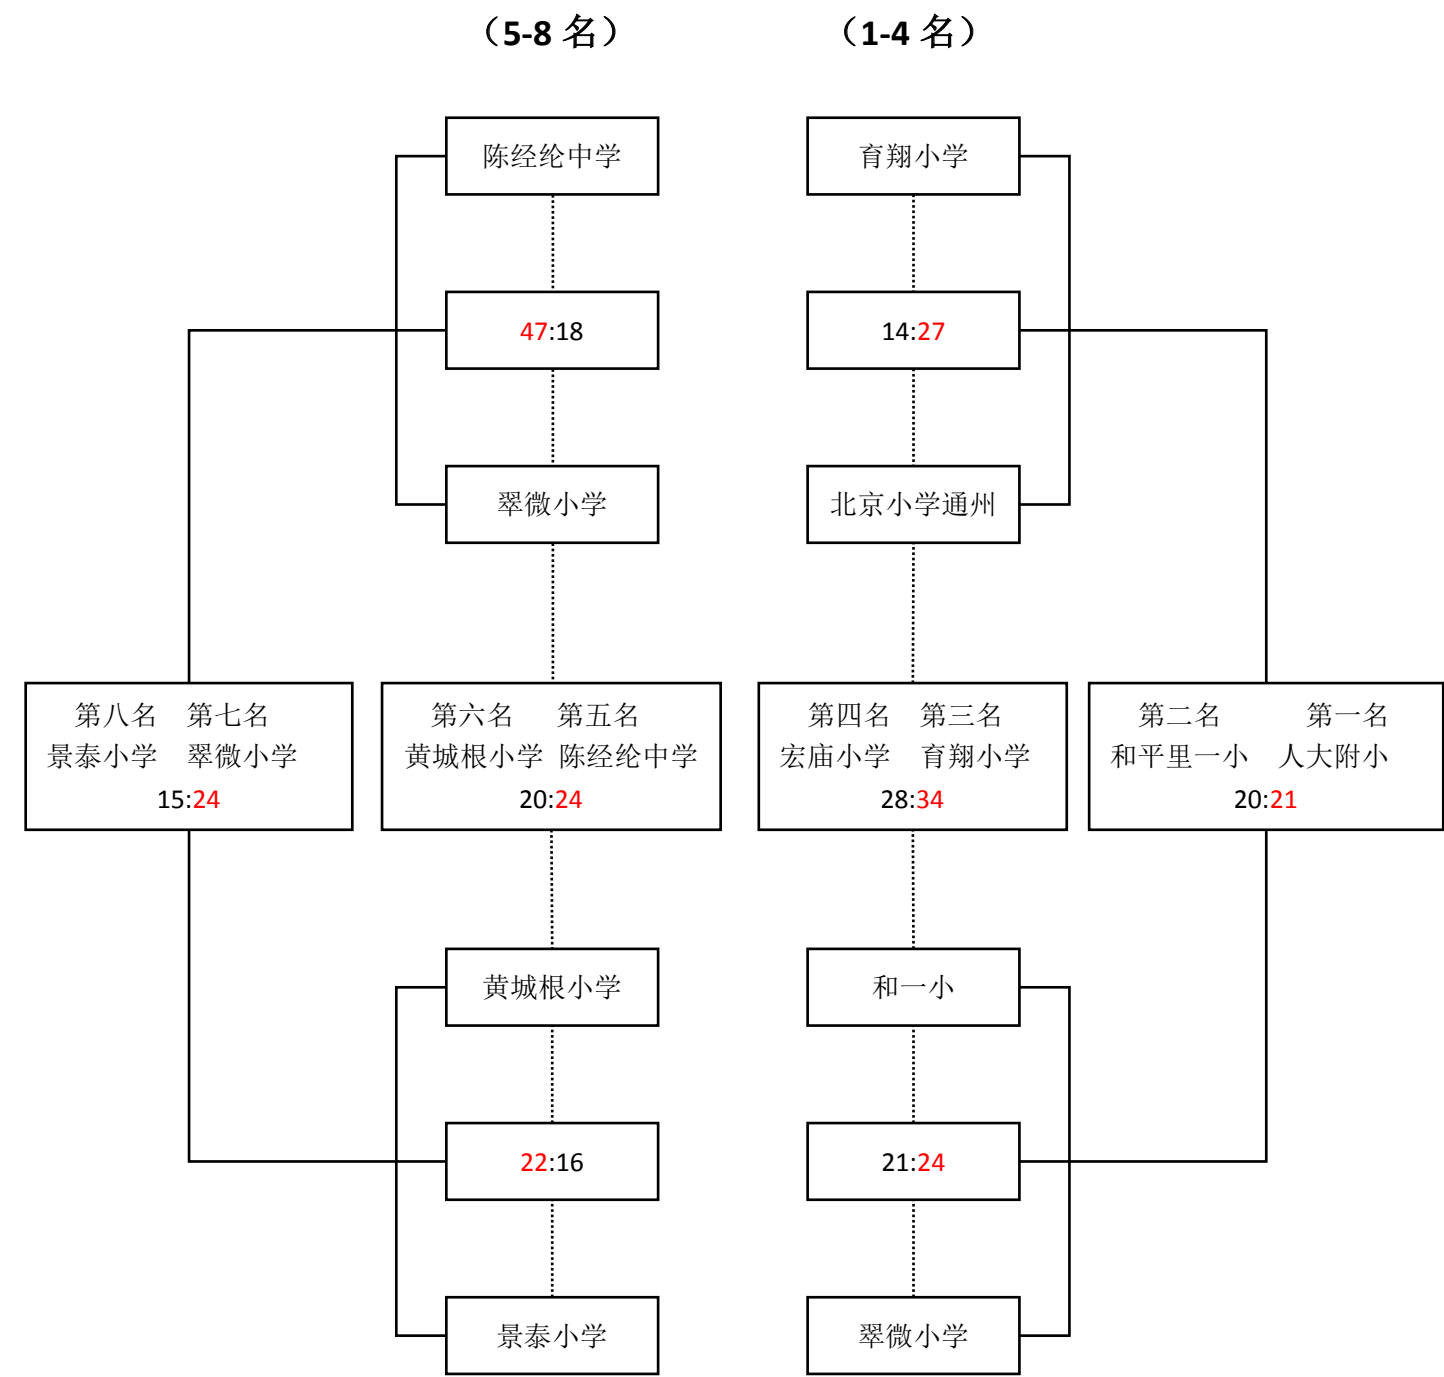 （5-8 名） （1-4 名）
陈经纶中学 育翔小学
47:18 14:27
翠微小学 北京小学通州
第八名 第七名 第六名 第五名 第四名 第三名 第二名 第一名
景泰小学 翠微小学 黄城根小学 陈经纶中学 宏庙小学 育翔小学 和平里一小 人大附小
15:24 20:24 28:34 20:21
黄城根小学 和一小
22:16 21:24
景泰小学 翠微小学